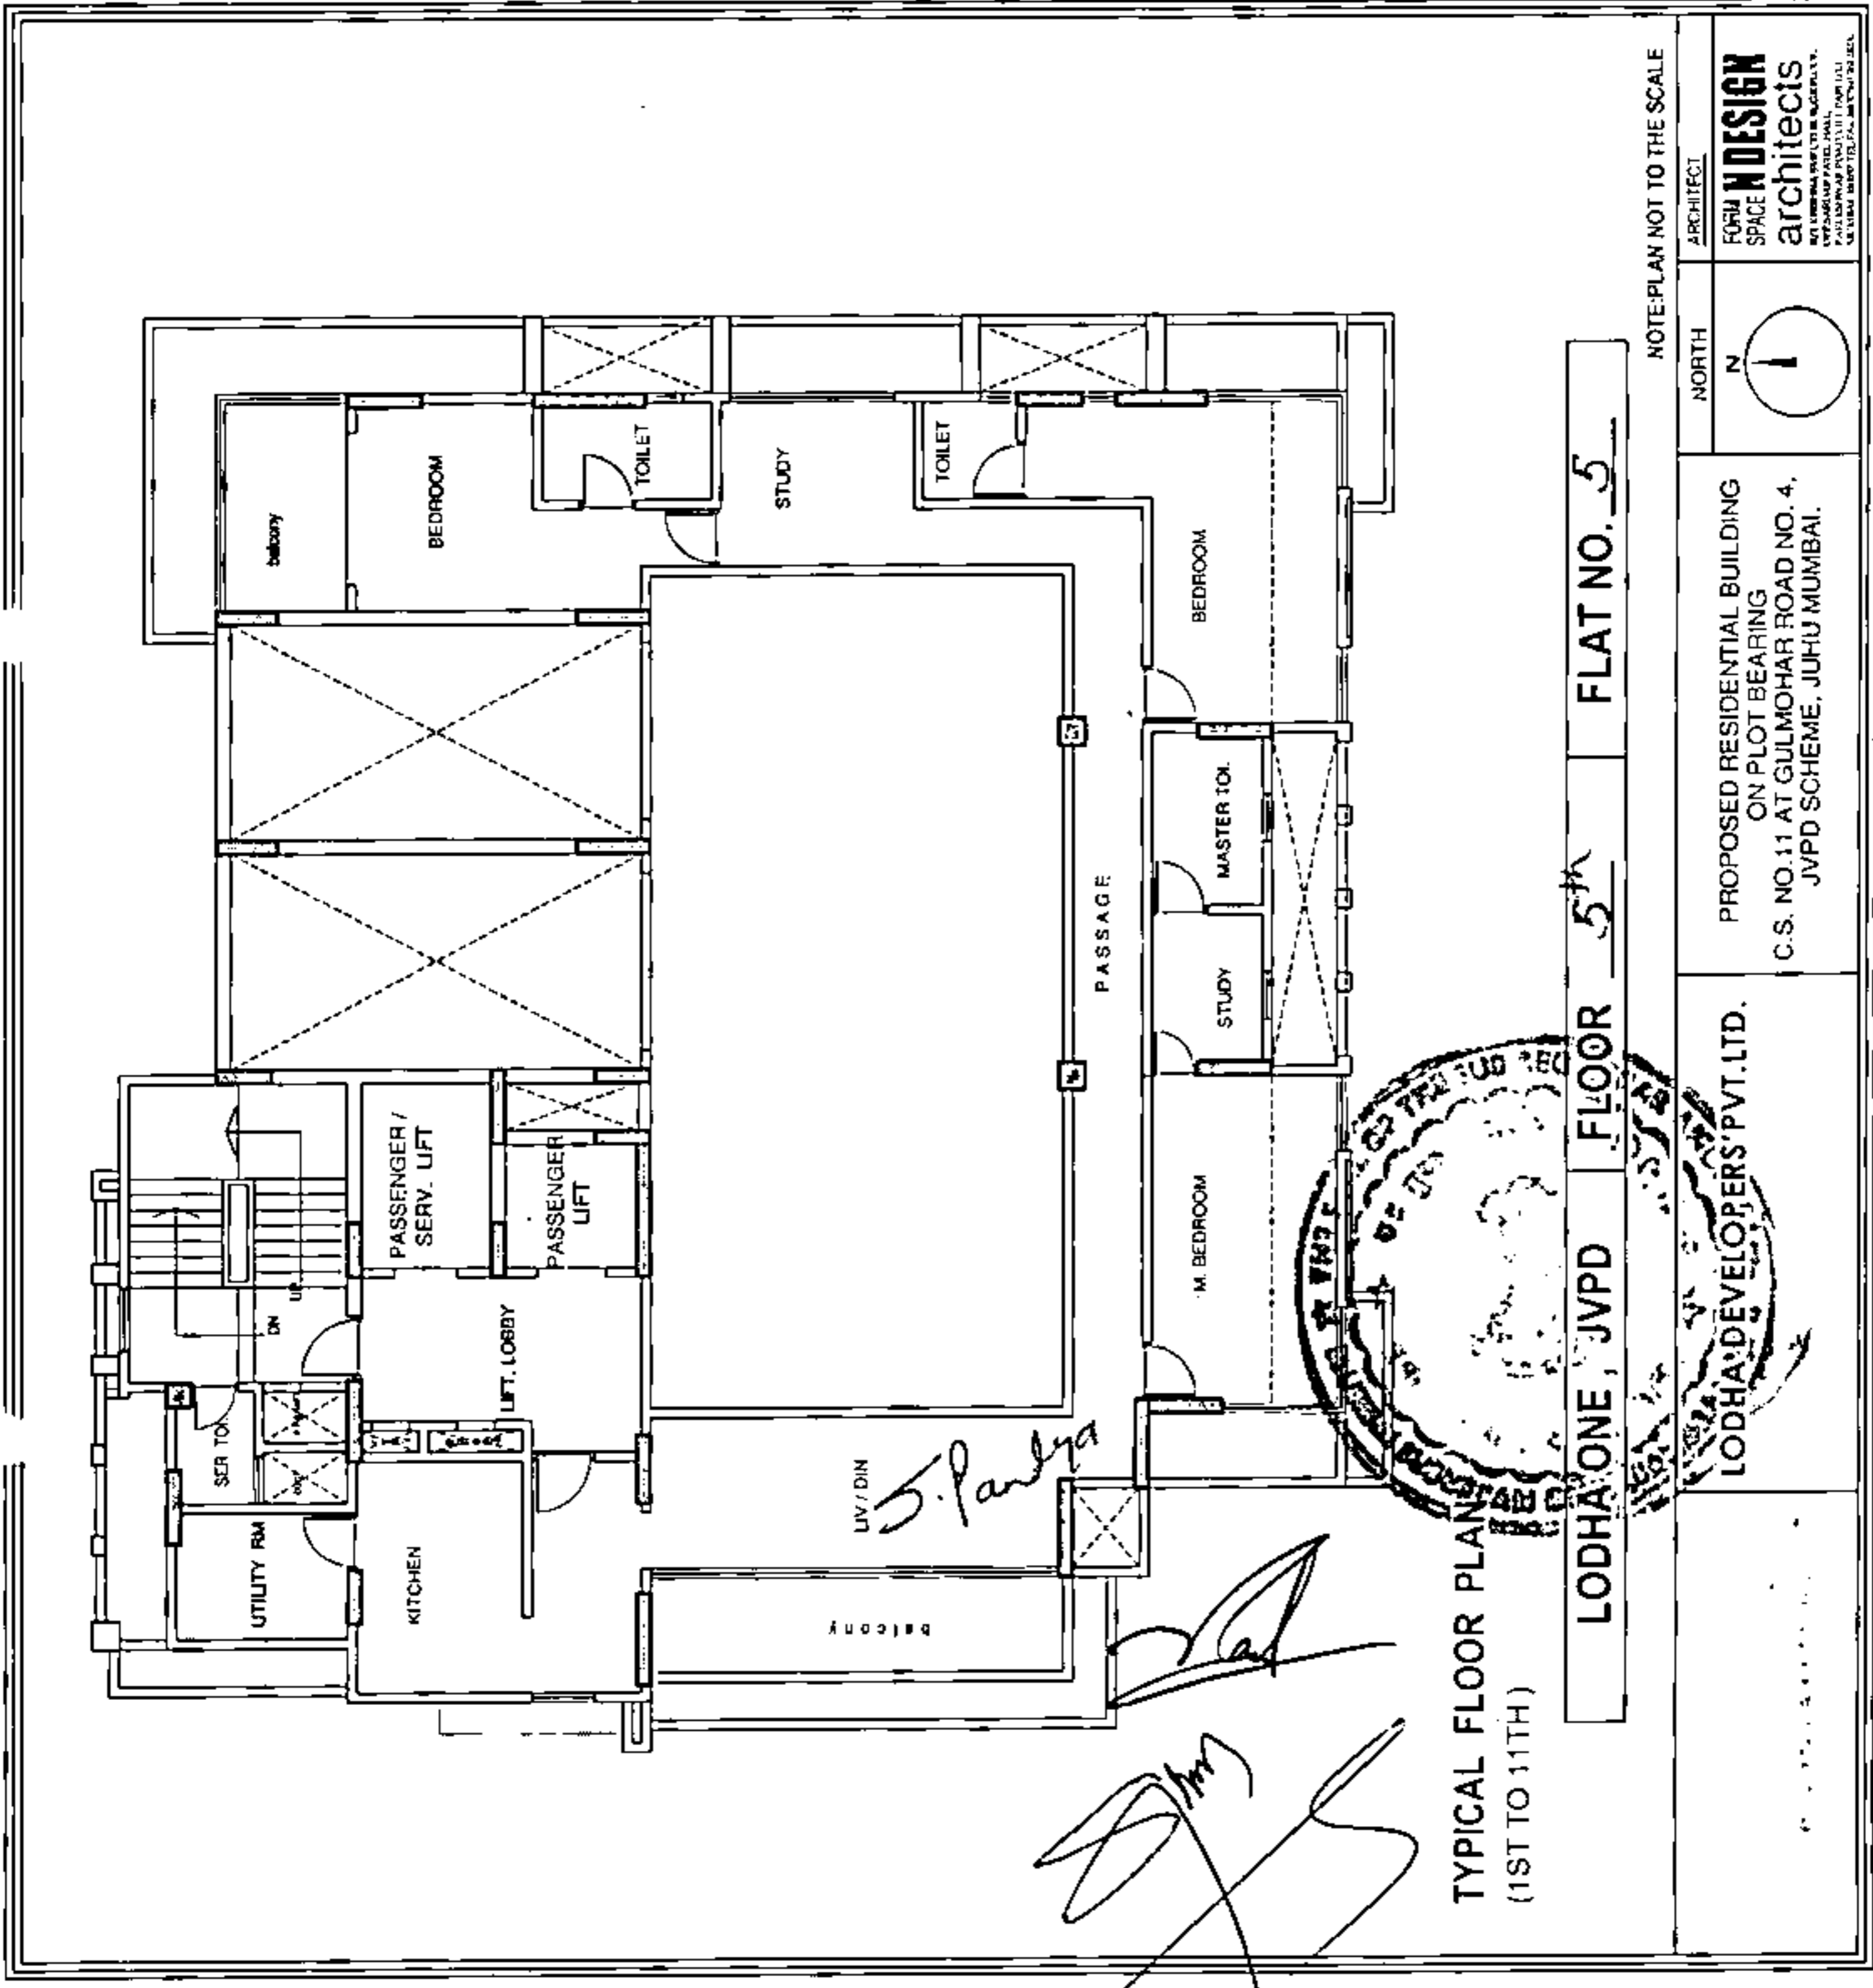 balcony
BEDROOM
TOILET
STUDY
TOILET
BEDROOM
PASSENGER /
SERV. LIFT
PASSENGER
LIFT
UP
DN
LIFT. LOBBY
SER TOI
UTILITY RM
KITCHEN
LIV / DIN
S. Pandya
balcony
PASSAGE
MASTER TOI.
STUDY
M. BEDROOM
TYPICAL FLOOR PLAN
(1ST TO 11TH)
LODHA ONE, JVPD FLOOR 5th FLAT NO. 5
NOTE:PLAN NOT TO THE SCALE
LODHA DEVELOPERS PVT. LTD.
PROPOSED RESIDENTIAL BUILDING
ON PLOT BEARING
C.S. NO.11 AT GULMOHAR ROAD NO. 4,
JVPD SCHEME, JUHU MUMBAI.
NORTH
N
ARCHITECT
FORM N DESIGN
SPACE
architects